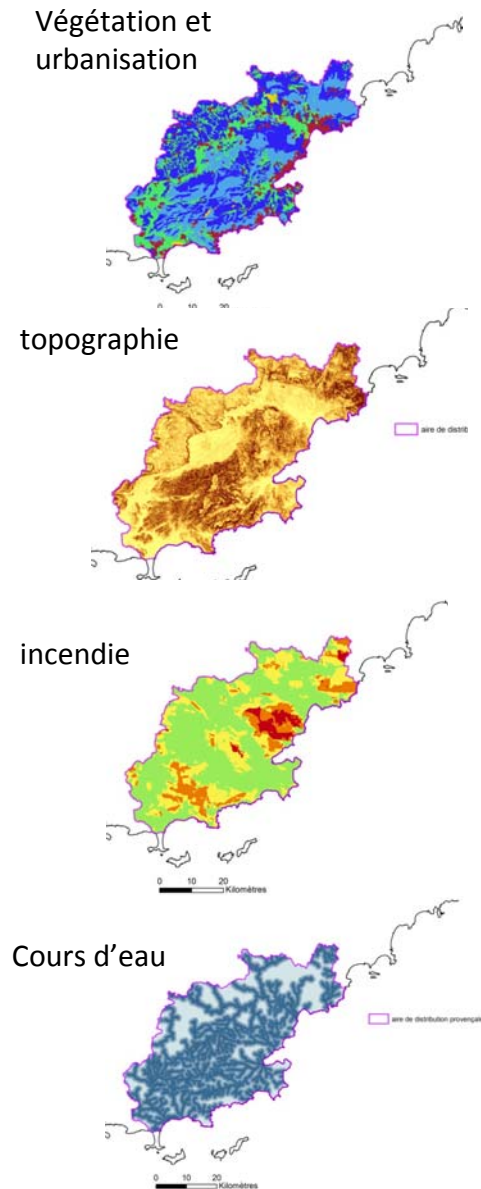 Végétation et
urbanisation
0 10 20
topographie
aire de distrib
incendie
0 10 20
Kilomètres
Cours d'eau
aire de distribution provençale
0 10 20
Kilomètres